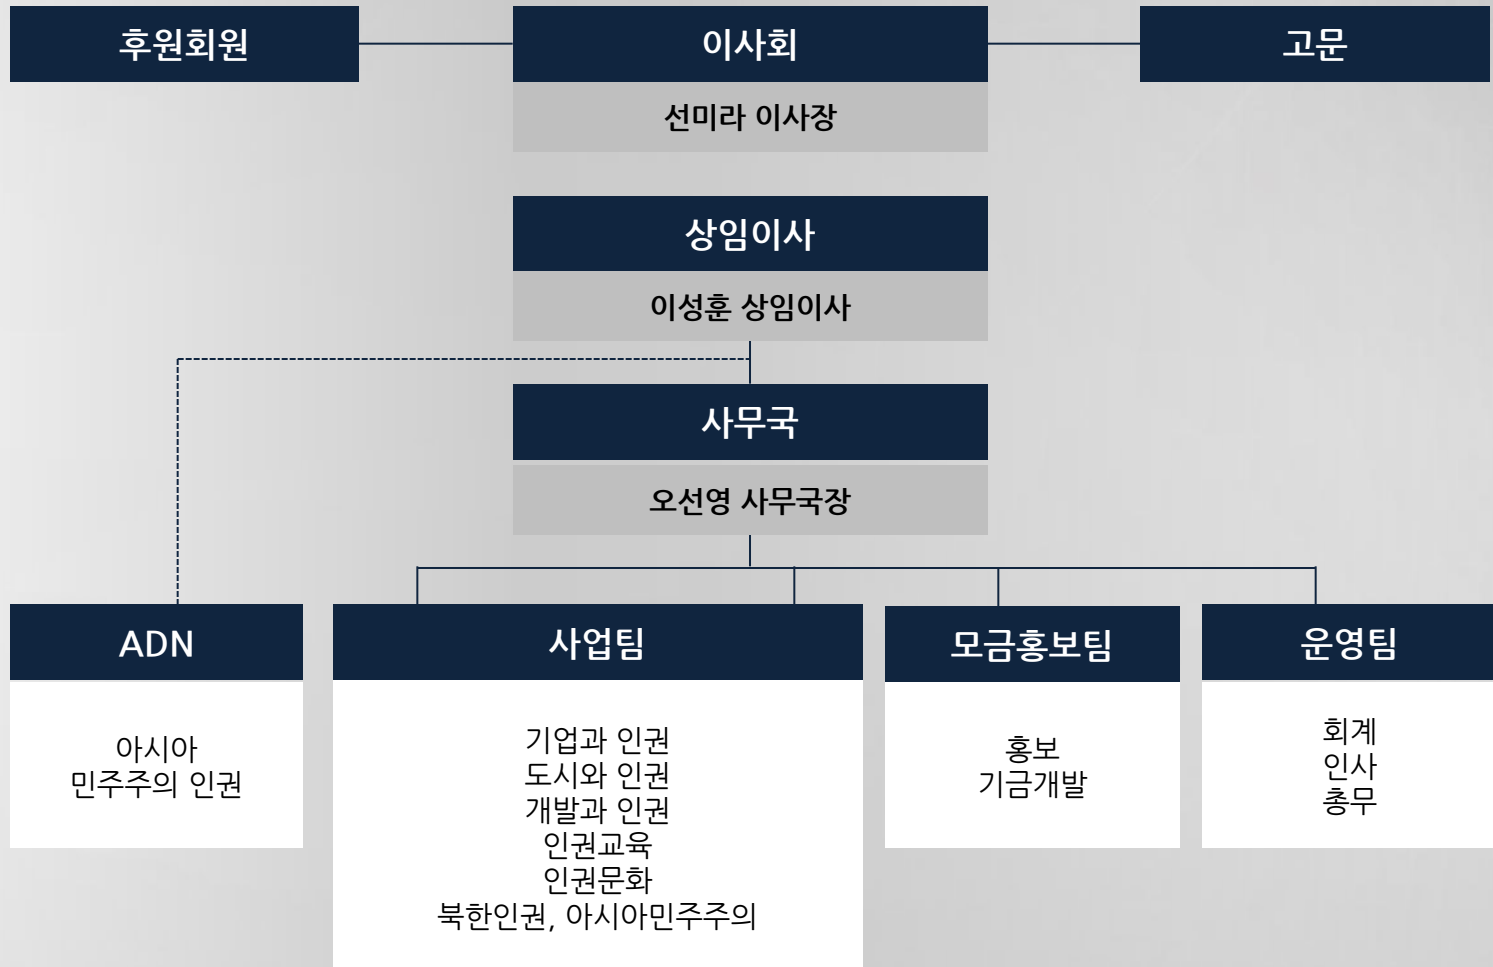 후원회원
이사회
고문
선미라 이사장
상임이사
이성훈 상임이사
사무국
오선영 사무국장
ADN
아시아
민주주의 인권
사업팀
기업과 인권
도시와 인권
개발과 인권
인권교육
인권문화
북한인권, 아시아민주주의
모금홍보팀
홍보
기금개발
운영팀
회계
인사
총무